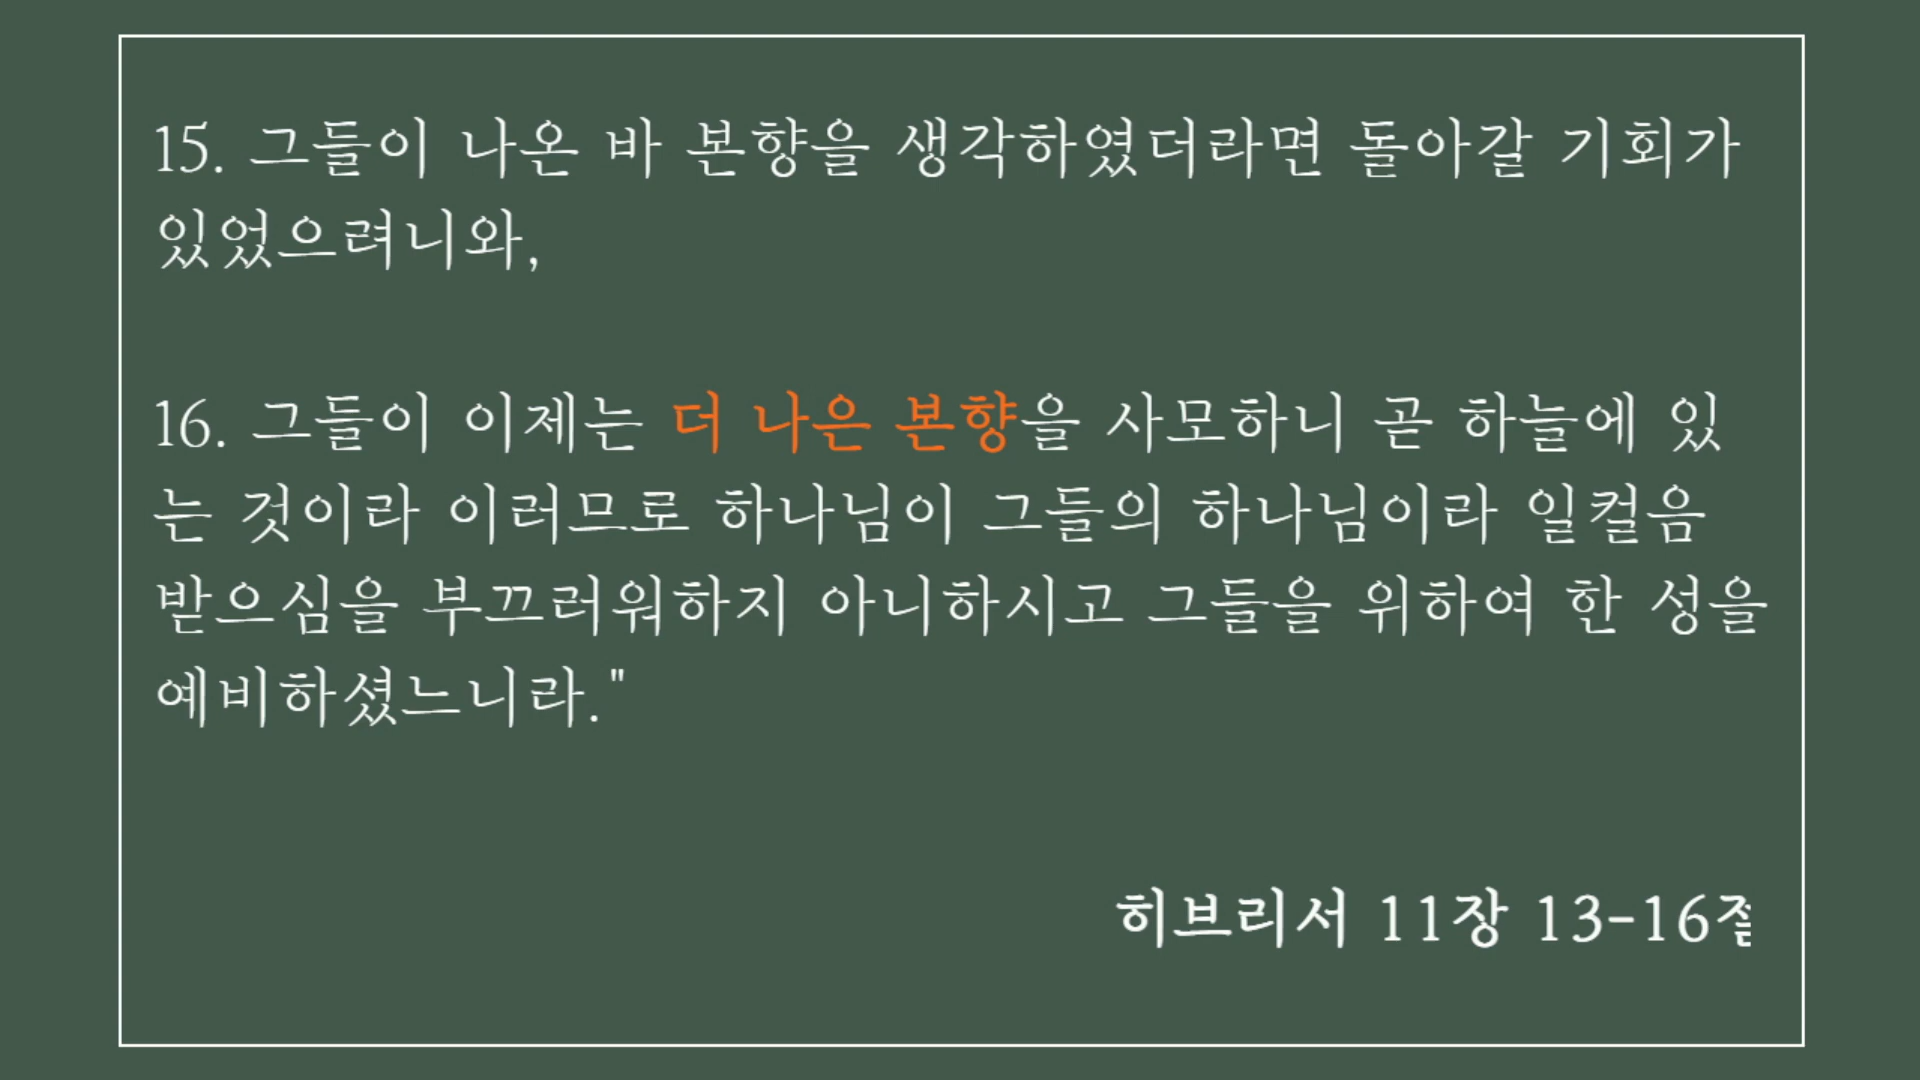 15. 그들이 나온 바 본향을 생각하였더라면 돌아갈 기회가
있었으려니와,
16. 그들이 이제는 더 나은 본향을 사모하니 곧 하늘에 있
는 것이라 이러므로 하나님이 그들의 하나님이라 일컬음
받으심을 부끄러워하지 아니하시고 그들을 위하여 한 성을
예비하셨느니라."
히브리서 11장 13-16절